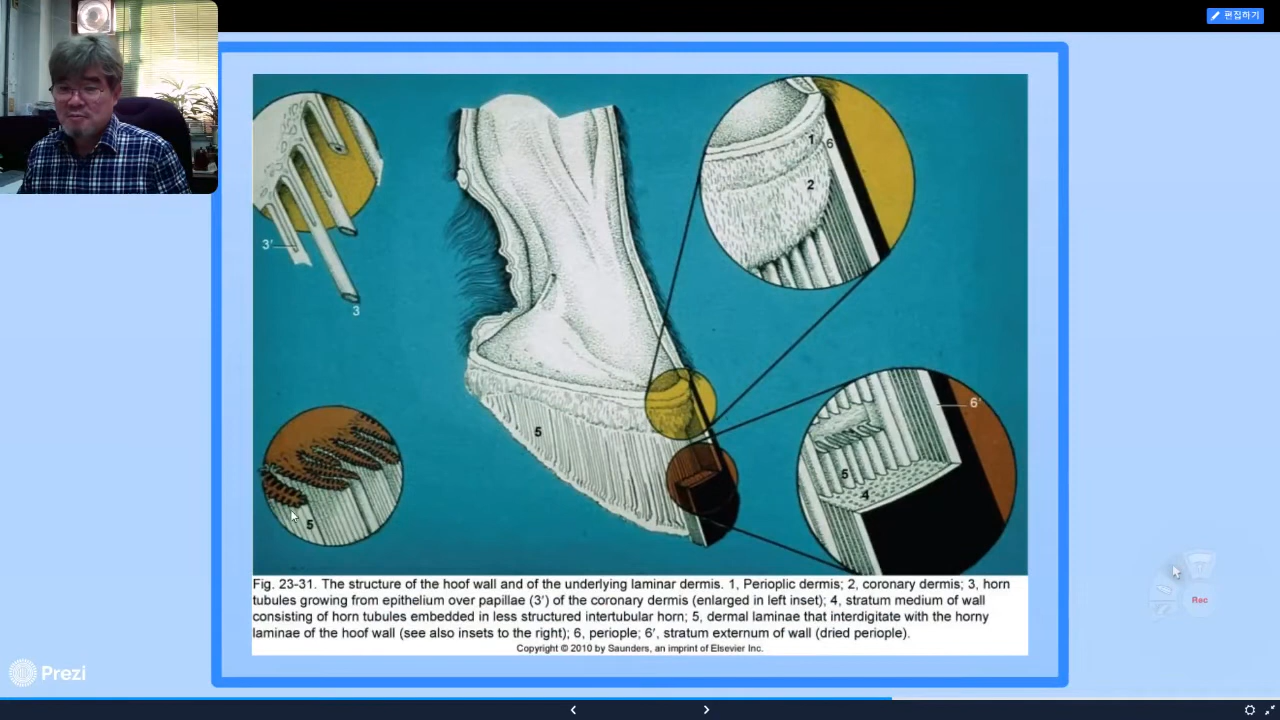 편집하기
1
6
2
3′
3
5
6′
5
4
5
Rec
Fig. 23-31. The structure of the hoof wall and of the underlying laminar dermis. 1, Perioplic dermis; 2, coronary dermis; 3, horn
tubules growing from epithelium over papillae (3′) of the coronary dermis (enlarged in left inset); 4, stratum medium of wall
consisting of horn tubules embedded in less structured intertubular horn; 5, dermal laminae that interdigitate with the horny
laminae of the hoof wall (see also insets to the right); 6, periople; 6′, stratum externum of wall (dried periople).
Copyright © 2010 by Saunders, an imprint of Elsevier Inc.
Prezi